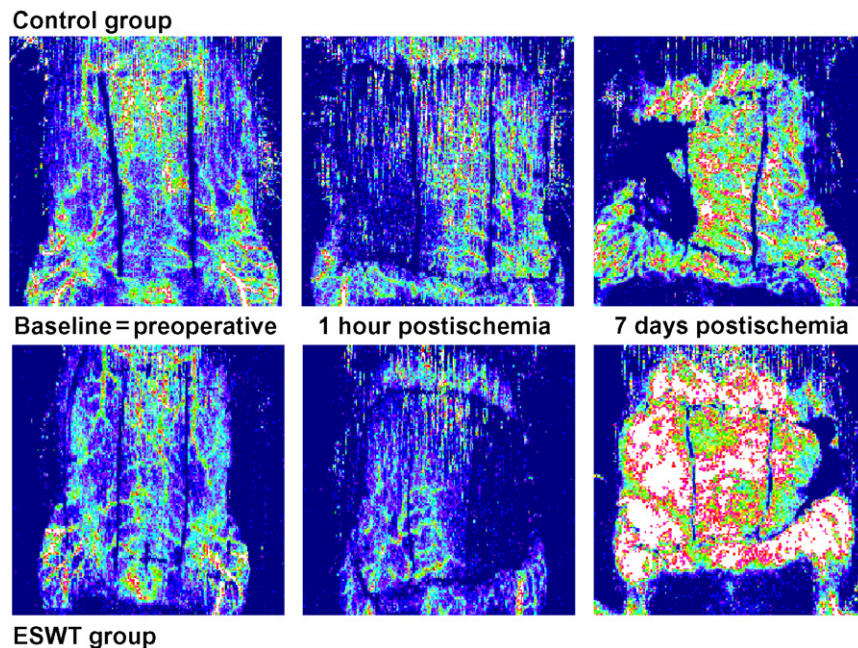 Control group
Baseline = preoperative
1 hour postischemia
7 days postischemia
ESWT group